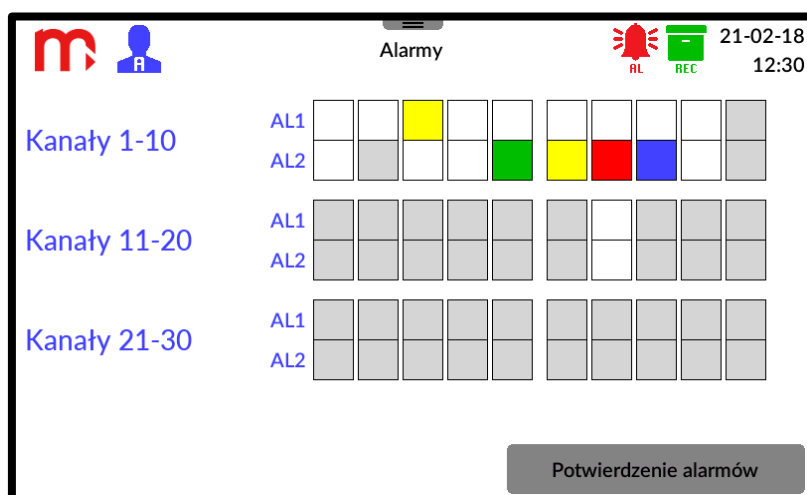 Alarmy
21-02-18
12:30
A
AL
REC
Kanały 1-10
AL1
AL2
Kanały 11-20
AL1
AL2
Kanały 21-30
AL1
AL2
Potwierdzenie alarmów